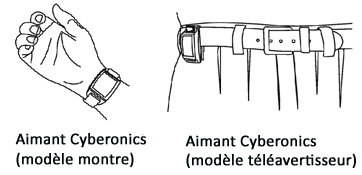 Aimant Cyberonics
(modèle montre)
Aimant Cyberonics
(modèle téléavertisseur)